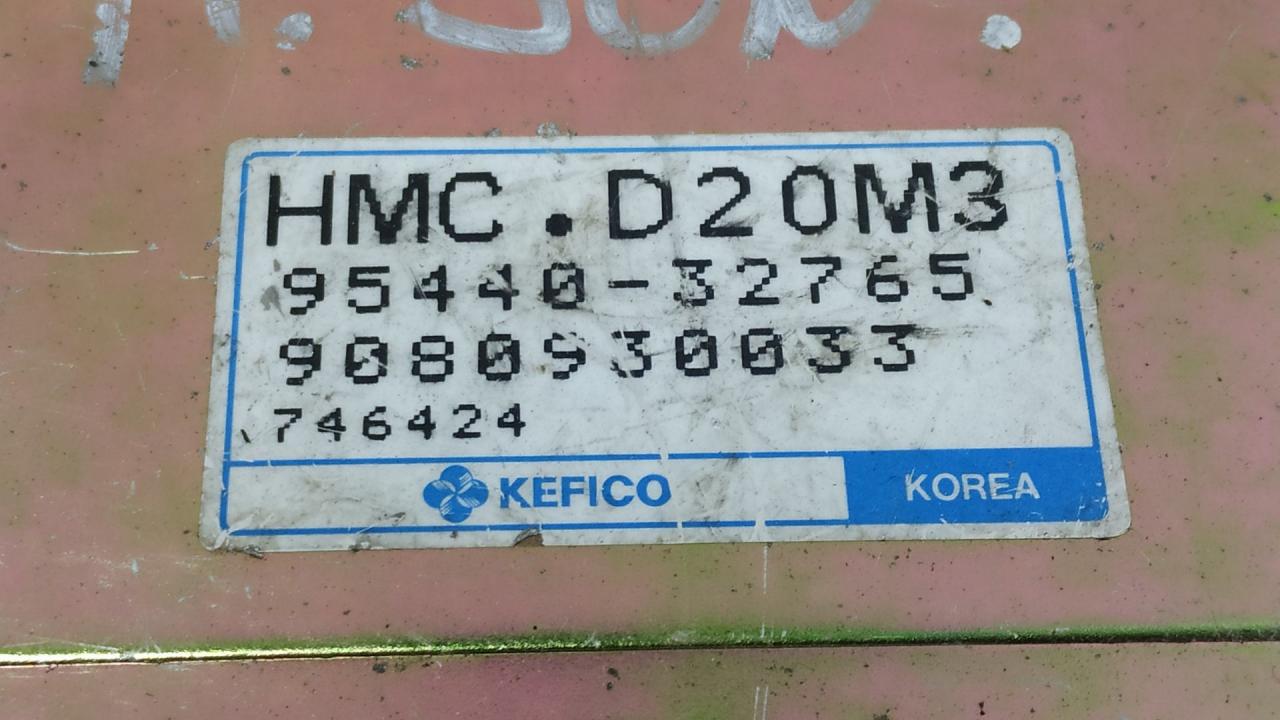 HMC.D20M3
95440-32765
9080930033
746424
KEFICO KOREA